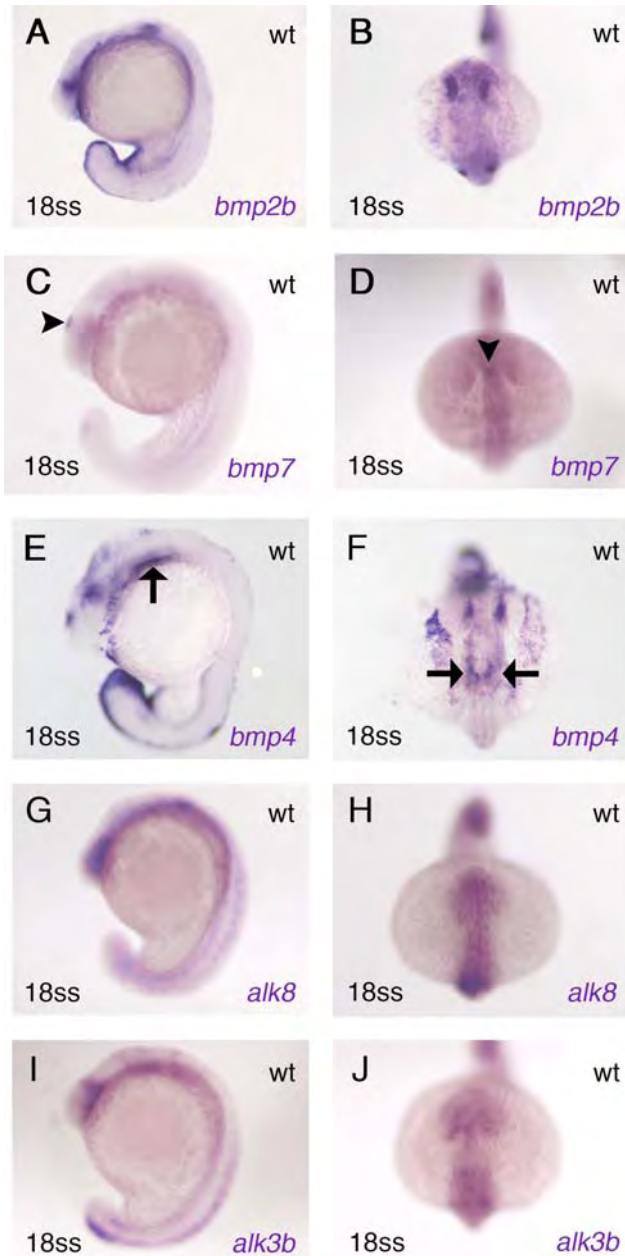 A wt
18ss bmp2b
B wt
18ss bmp2b
C wt
18ss bmp7
D wt
18ss bmp7
E wt
18ss bmp4
F wt
18ss bmp4
G wt
18ss alk8
H wt
18ss alk8
I wt
18ss alk3b
J wt
18ss alk3b